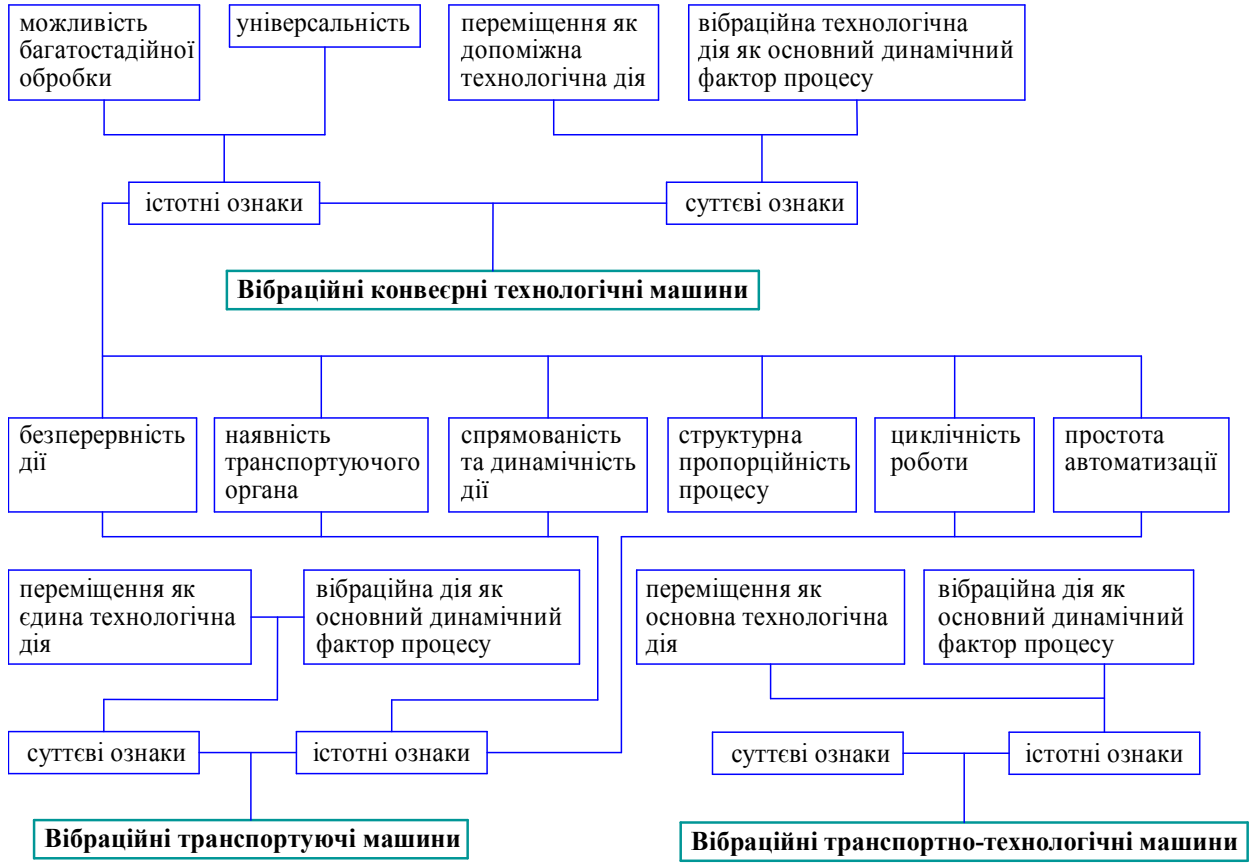 можливість
багатостадійної
обробки
універсальність
переміщення як
допоміжна
технологічна дія
вібраційна технологічна
дія як основний динамічний
фактор процесу
істотні ознаки
суттєві ознаки
Вібраційні конвеєрні технологічні машини
безперервність
дії
наявність
транспортуючого
органа
спрямованість
та динамічність
дії
структурна
пропорційність
процесу
циклічність
роботи
простота
автоматизації
переміщення як
єдина технологічна
дія
вібраційна дія як
основний динамічний
фактор процесу
переміщення як
основна технологічна
дія
вібраційна дія як
основний динамічний
фактор процесу
суттєві ознаки
істотні ознаки
суттєві ознаки
істотні ознаки
Вібраційні транспортуючі машини
Вібраційні транспортно-технологічні машини